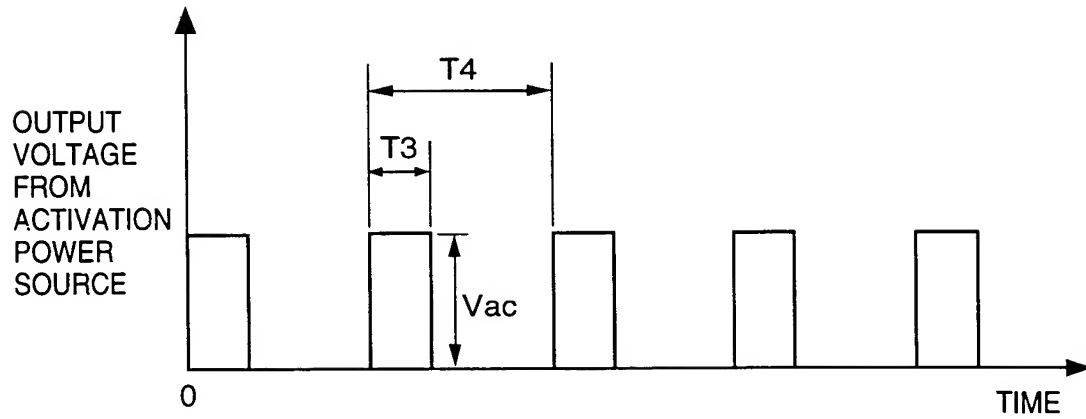 T4
T3
OUTPUT
VOLTAGE
FROM
ACTIVATION
POWER
SOURCE
Vac
0
TIME